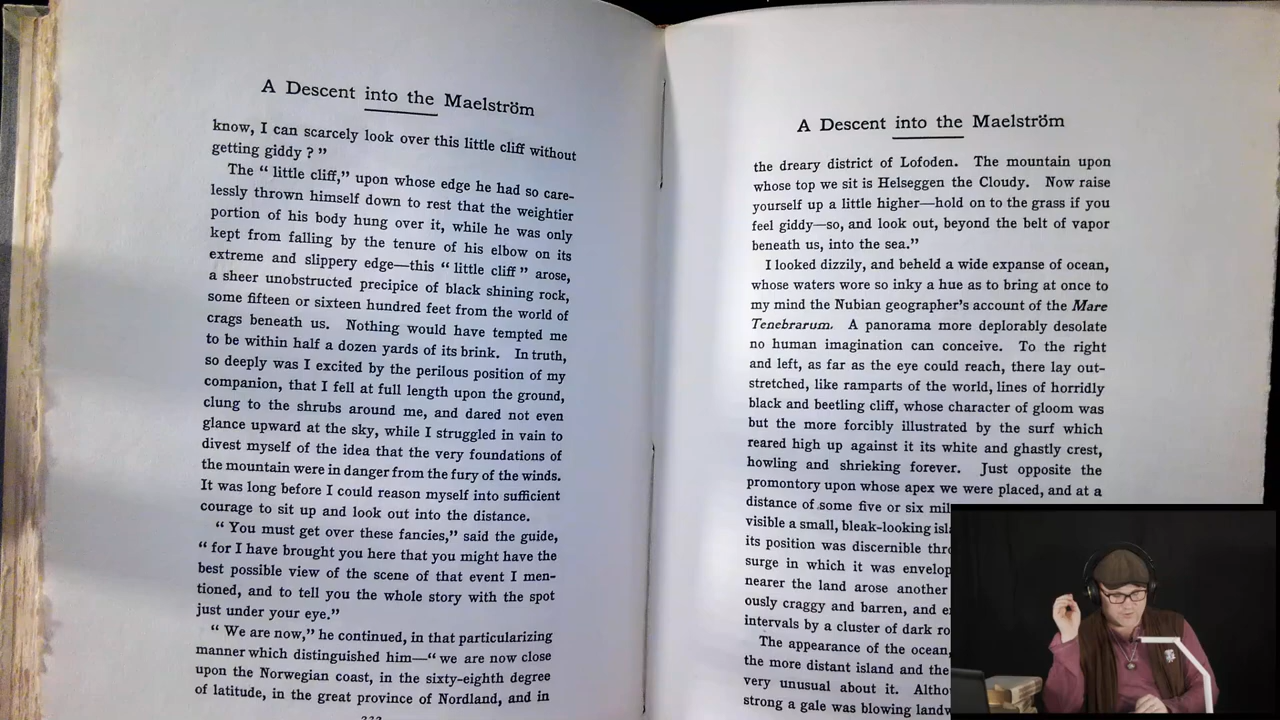 A Descent into the Maelström
know, I can scarcely look over this little cliff without
getting giddy ? ”
The “ little cliff,” upon whose edge he had so care-
lessly thrown himself down to rest that the weightier
portion of his body hung over it, while he was only
kept from falling by the tenure of his elbow on its
extreme and slippery edge—this “ little cliff ” arose,
a sheer unobstructed precipice of black shining rock,
some fifteen or sixteen hundred feet from the world of
crags beneath us. Nothing would have tempted me
to be within half a dozen yards of its brink. In truth,
so deeply was I excited by the perilous position of my
companion, that I fell at full length upon the ground,
clung to the shrubs around me, and dared not even
glance upward at the sky, while I struggled in vain to
divest myself of the idea that the very foundations of
the mountain were in danger from the fury of the winds.
It was long before I could reason myself into sufficient
courage to sit up and look out into the distance.
“ You must get over these fancies,” said the guide,
“ for I have brought you here that you might have the
best possible view of the scene of that event I men-
tioned, and to tell you the whole story with the spot
just under your eye.”
“ We are now,” he continued, in that particularizing
manner which distinguished him—“ we are now close
upon the Norwegian coast, in the sixty-eighth degree
of latitude, in the great province of Nordland, and in
A Descent into the Maelström
the dreary district of Lofoden. The mountain upon
whose top we sit is Helseggen the Cloudy. Now raise
yourself up a little higher—hold on to the grass if you
feel giddy—so, and look out, beyond the belt of vapor
beneath us, into the sea.”
I looked dizzily, and beheld a wide expanse of ocean,
whose waters wore so inky a hue as to bring at once to
my mind the Nubian geographer’s account of the Mare
Tenebrarum. A panorama more deplorably desolate
no human imagination can conceive. To the right
and left, as far as the eye could reach, there lay out-
stretched, like ramparts of the world, lines of horridly
black and beetling cliff, whose character of gloom was
but the more forcibly illustrated by the surf which
reared high up against it its white and ghastly crest,
howling and shrieking forever. Just opposite the
promontory upon whose apex we were placed, and at a
distance of some five or six
visible a small, bleak-looking
its position was discernible
surge in which it was
nearer the land arose another
ously craggy and barren, and
intervals by a cluster of dark
The appearance of the ocean,
the more distant island and the
very unusual about it.
strong a gale was blowing